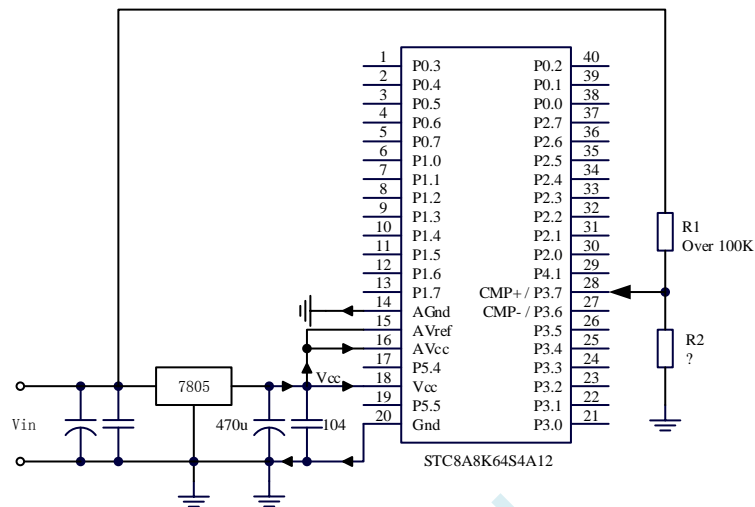 1 P0.3 P0.2 40
2 P0.4 P0.1 39
3 P0.5 P0.0 38
4 P0.6 P2.7 37
5 P0.7 P2.6 36
6 P1.0 P2.5 35
7 P1.1 P2.4 34
8 P1.2 P2.3 33
9 P1.3 P2.2 32
10 P1.4 P2.1 31
11 P1.5 P2.0 30
12 P1.6 P4.1 29
13 P1.7 CMP+ / P3.7 28
14 AGnd CMP- / P3.6 27
15 AVref P3.5 26
16 AVcc P3.4 25
17 P5.4 P3.3 24
18 Vcc P3.2 23
19 P5.5 P3.1 22
20 Gnd P3.0 21
STC8A8K64S4A12
R1
Over 100K
R2
?
7805
Vcc
Vin
470u
104